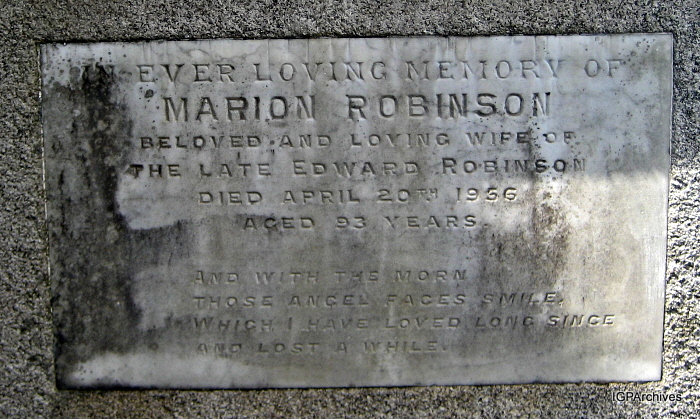 IN EVER LOVING MEMORY OF
MARION ROBINSON
BELOVED AND LOVING WIFE OF
THE LATE EDWARD ROBINSON
DIED APRIL 20TH 1956
AGED 93 YEARS.
AND WITH THE MORN
THOSE ANGEL FACES SMILE,
WHICH I HAVE LOVED LONG SINCE
AND LOST A WHILE.
IGPArchives